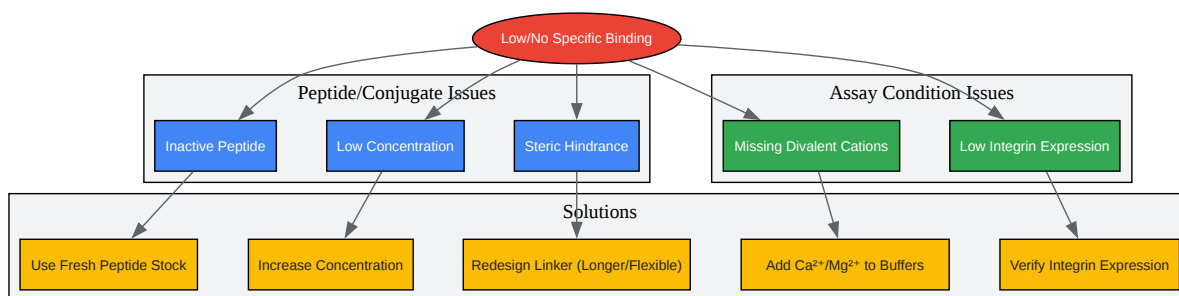 Low/No Specific Binding
Peptide/Conjugate Issues
Assay Condition Issues
Inactive Peptide
Low Concentration
Steric Hindrance
Missing Divalent Cations
Low Integrin Expression
Solutions
Use Fresh Peptide Stock
Increase Concentration
Redesign Linker (Longer/Flexible)
Add Ca²⁺/Mg²⁺ to Buffers
Verify Integrin Expression